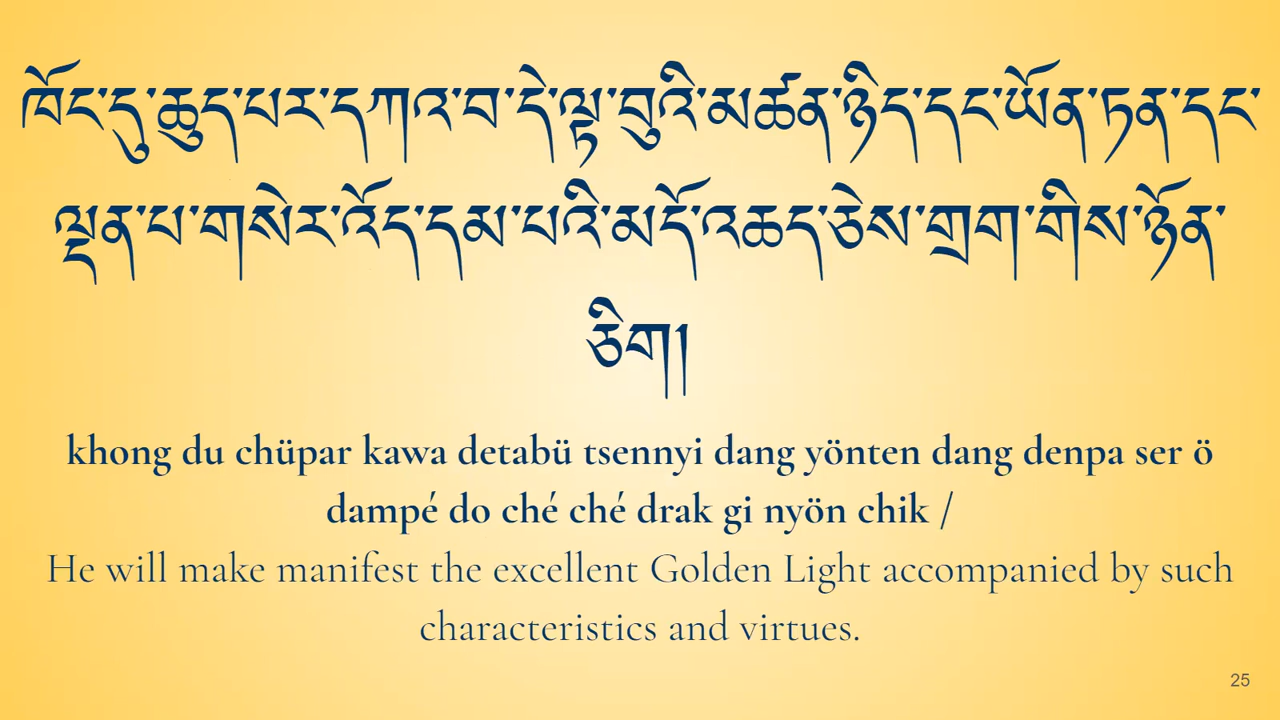 ཁོང་དུ་ཆུད་པར་དཀའ་བ་དེ་ལྟ་བུའི་མཚན་ཉིད་དང་ཡོན་ཏན་དང་
ལྡན་པ་གསེར་འོད་དམ་པའི་མདོ་འཆད་ཅེས་གྲག་གིས་ཉོན་
ཅིག།
khong du chüpar kawa detabü tsennyi dang yönten dang denpa ser ö
dampé do ché ché drak gi nyön chik /
He will make manifest the excellent Golden Light accompanied by such
characteristics and virtues.
25